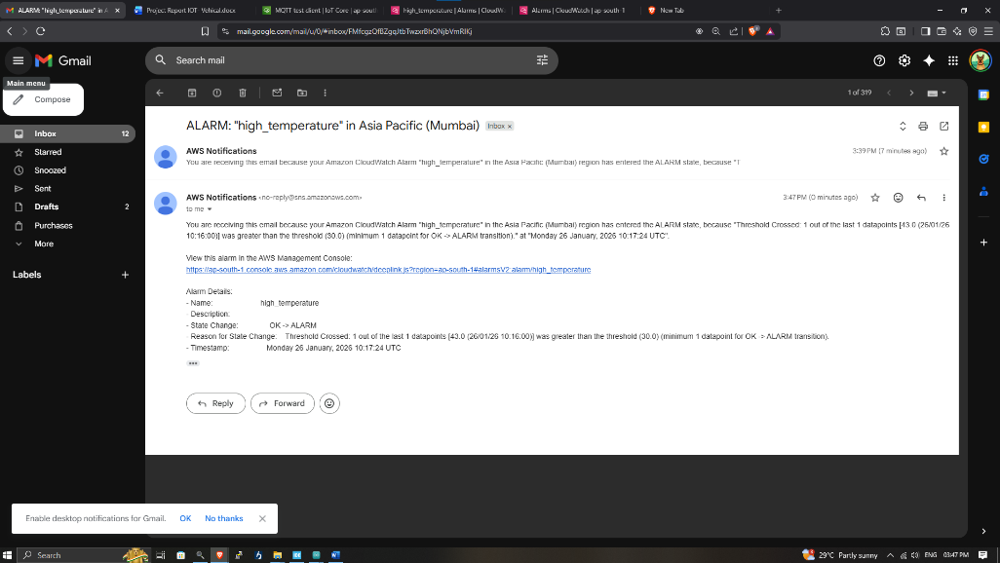 ALARM: "high_temperature" in A
Project Report IOT - Vehical.docx
MQTT test client | IoT Core | ap-south
high_temperature | Alarms | CloudW
Alarms | CloudWatch | ap-south-1
New Tab
mail.google.com/mail/u/0/#inbox/FMfcgzQfBZgqJtbTwzxrBhQNjbVmRlKj
Gmail
Search mail
Main menu
Compose
1 of 319
Inbox 12
Starred
Snoozed
Sent
Drafts 2
Purchases
More
Labels
ALARM: "high_temperature" in Asia Pacific (Mumbai) Inbox x
AWS Notifications 3:39 PM (7 minutes ago)
You are receiving this email because your Amazon CloudWatch Alarm "high_temperature" in the Asia Pacific (Mumbai) region has entered the ALARM state, because "T
AWS Notifications <no-reply@sns.amazonaws.com> 3:47 PM (0 minutes ago)
to me
You are receiving this email because your Amazon CloudWatch Alarm "high_temperature" in the Asia Pacific (Mumbai) region has entered the ALARM state, because "Threshold Crossed: 1 out of the last 1 datapoints [43.0 (26/01/26
10:16:00)] was greater than the threshold (30.0) (minimum 1 datapoint for OK -> ALARM transition)." at "Monday 26 January, 2026 10:17:24 UTC".
View this alarm in the AWS Management Console:
https://ap-south-1.console.aws.amazon.com/cloudwatch/deeplink.js?region=ap-south-1#alarmsV2:alarm/high_temperature
Alarm Details:
- Name: high_temperature
- Description:
- State Change: OK -> ALARM
- Reason for State Change: Threshold Crossed: 1 out of the last 1 datapoints [43.0 (26/01/26 10:16:00)] was greater than the threshold (30.0) (minimum 1 datapoint for OK -> ALARM transition).
- Timestamp: Monday 26 January, 2026 10:17:24 UTC
Reply
Forward
Enable desktop notifications for Gmail. OK No thanks
Search
29°C Partly sunny
ENG 03:47 PM